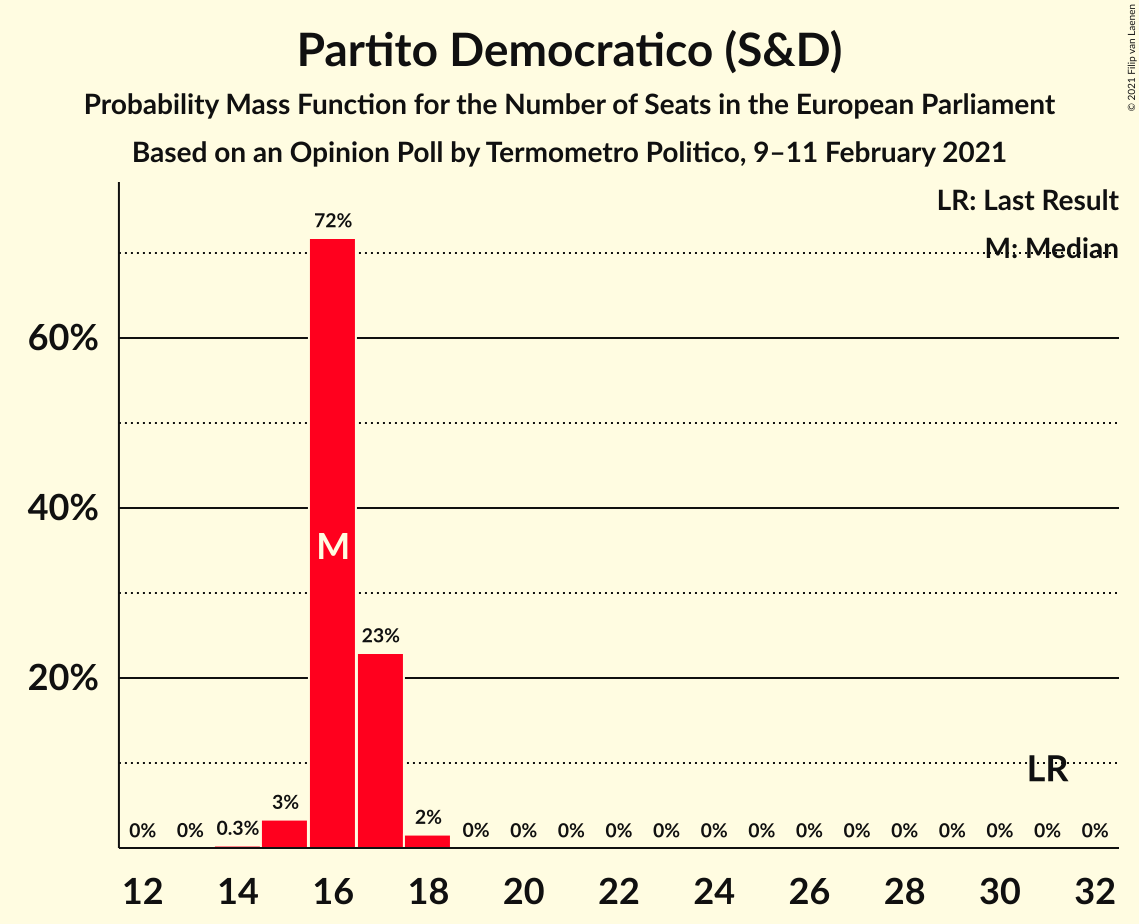 Partito Democratico (S&D)
Probability Mass Function for the Number of Seats in the European Parliament
Based on an Opinion Poll by Termometro Politico, 9–11 February 2021
© 2021 Filip van Laenen
LR: Last Result
M: Median
60%
40%
20%
0% 0% 0.3% 3% 72% 23% 2% 0% 0% 0% 0% 0% 0% 0% 0% 0% 0% 0% 0% 0% 0%
M
LR
12 14 16 18 20 22 24 26 28 30 32